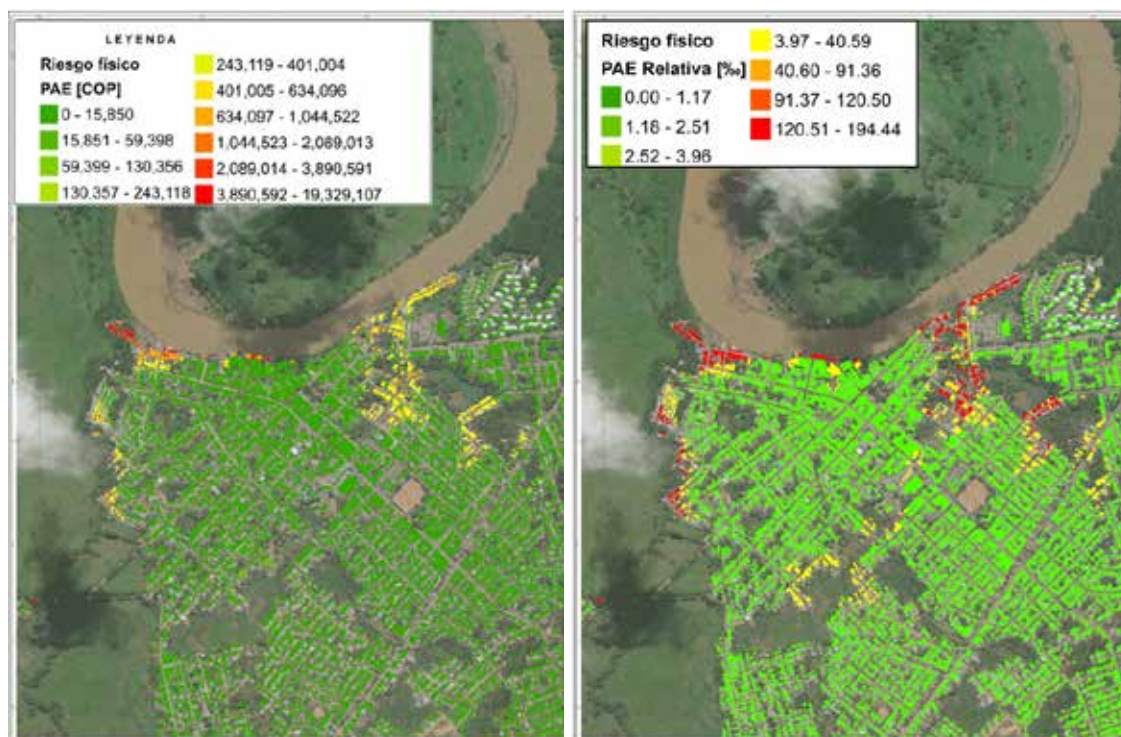 LEYENDA
Riesgo físico
PAE [COP]
0 - 15,850
15,851 - 59,398
59,399 - 130,356
130,357 - 243,118
243,119 - 401,004
401,005 - 634,096
634,097 - 1,044,522
1,044,523 - 2,089,013
2,089,014 - 3,890,591
3,890,592 - 19,329,107
Riesgo físico
PAE Relativa [‰]
0.00 - 1.17
1.18 - 2.51
2.52 - 3.96
3.97 - 40.59
40.60 - 91.36
91.37 - 120.50
120.51 - 194.44